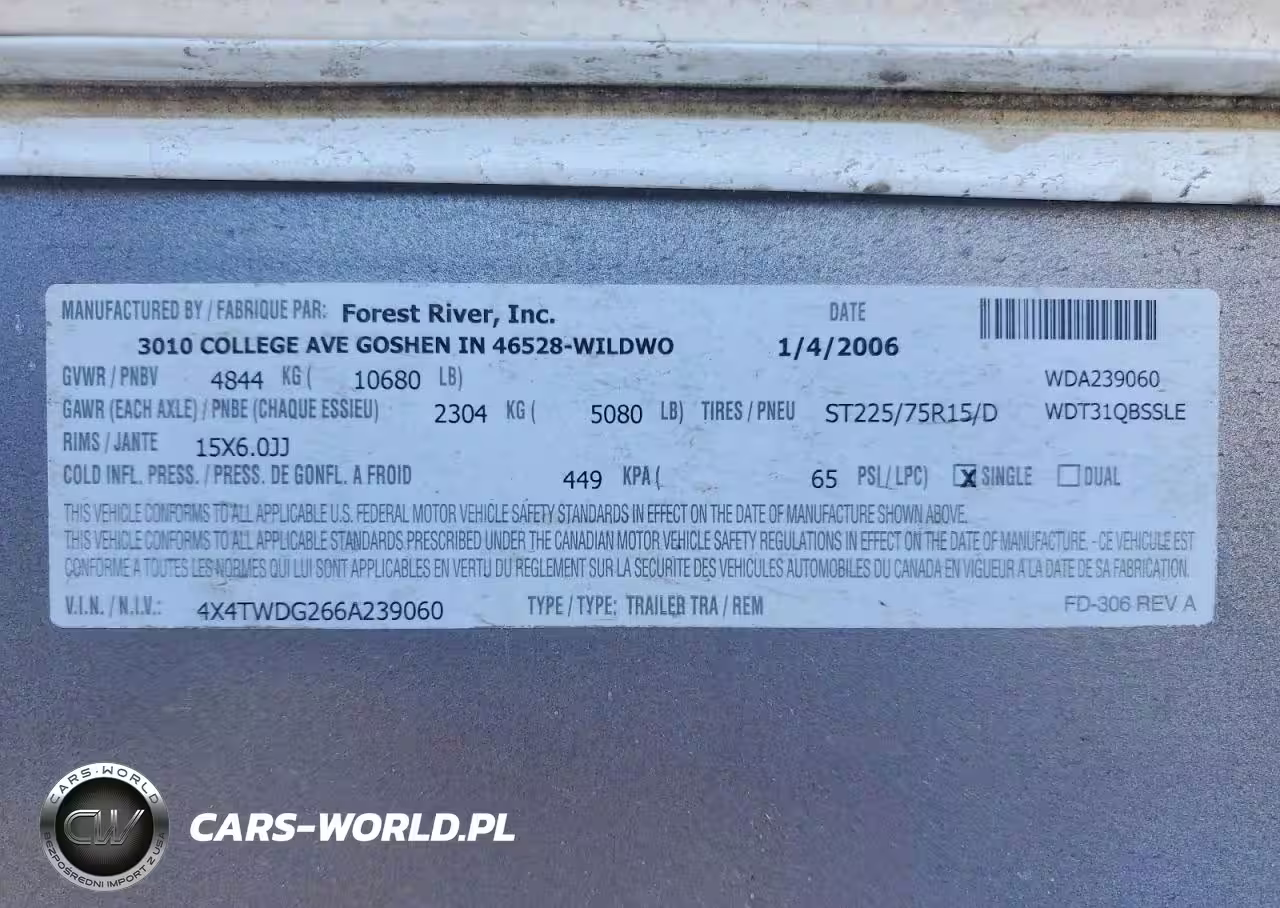 MANUFACTURED BY / FABRIQUE PAR: Forest River, Inc. DATE
3010 COLLEGE AVE GOSHEN IN 46528-WILDWO 1/4/2006
GVWR / PNBV 4844 KG ( 10680 LB) WDA239060
GAWR (EACH AXLE) / PNBE (CHAQUE ESSIEU) 2304 KG ( 5080 LB) TIRES / PNEU ST225/75R15/D WDT31QBSSLE
RIMS / JANTE 15X6.0JJ
COLD INFL. PRESS. / PRESS. DE GONFL. A FROID 449 KPA ( 65 PSI/ LPC) X SINGLE DUAL
THIS VEHICLE CONFORMS TO ALL APPLICABLE U.S. FEDERAL MOTOR VEHICLE SAFETY STANDARDS IN EFFECT ON THE DATE OF MANUFACTURE SHOWN ABOVE.
THIS VEHICLE CONFORMS TO ALL APPLICABLE STANDARDS PRESCRIBED UNDER THE CANADIAN MOTOR VEHICLE SAFETY REGULATIONS IN EFFECT ON THE DATE OF MANUFACTURE. - CE VEHICULE EST
CONFORME A TOUTES LES NORMES QUI LUI SONT APPLICABLES EN VERTU DU REGLEMENT SUR LA SECURITE DES VEHICULES AUTOMOBILES DU CANADA EN VIGUEUR A LA DATE DE SA FABRICATION.
V.I.N. / N.I.V.: 4X4TWDG266A239060 TYPE / TYPE: TRAILER TRA / REM FD-306 REV A
CARS-WORLD
CW
BEZPOŚREDNI IMPORT Z USA
CARS-WORLD.PL